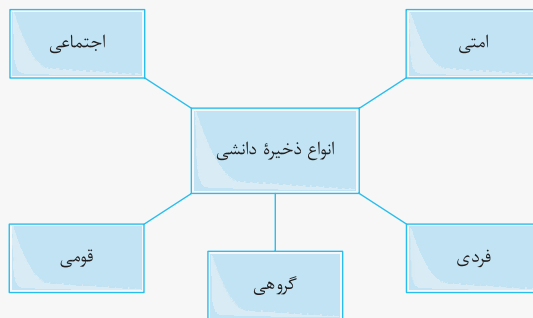 امتی
اجتماعی
انواع ذخیرهٔ دانشی
فردی
قومی
گروهی